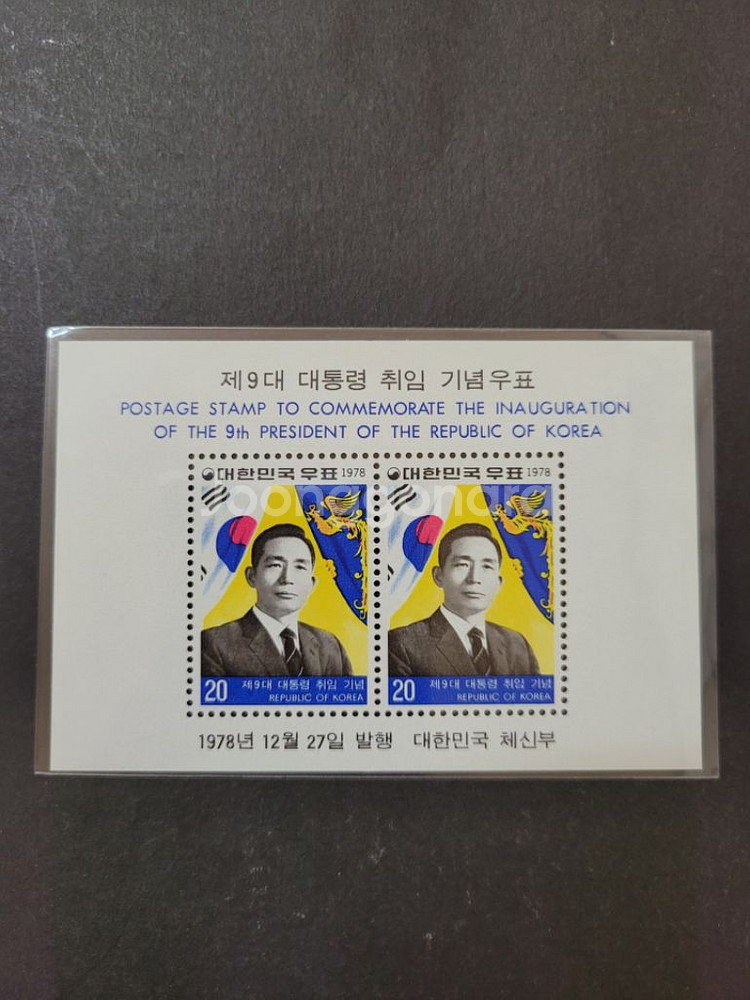 제9대 대통령 취임 기념우표
POSTAGE STAMP TO COMMEMORATE THE INAUGURATION
OF THE 9th PRESIDENT OF THE REPUBLIC OF KOREA
대한민국우표 1978
대한민국우표 1978
joonggonara
20 제9대 대통령 취임 기념
REPUBLIC OF KOREA
20 제9대 대통령 취임 기념
REPUBLIC OF KOREA
1978년 12월 27일 발행 대한민국 체신부